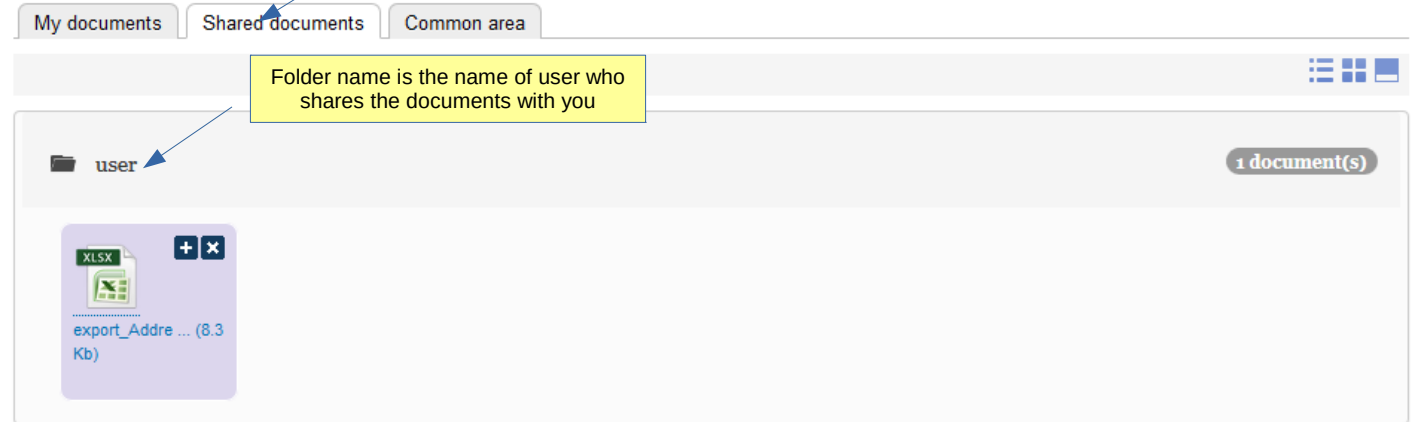 My documents
Shared documents
Common area
Folder name is the name of user who
shares the documents with you
user
1 document(s)
XLSX
export_Addre ... (8.3
Kb)